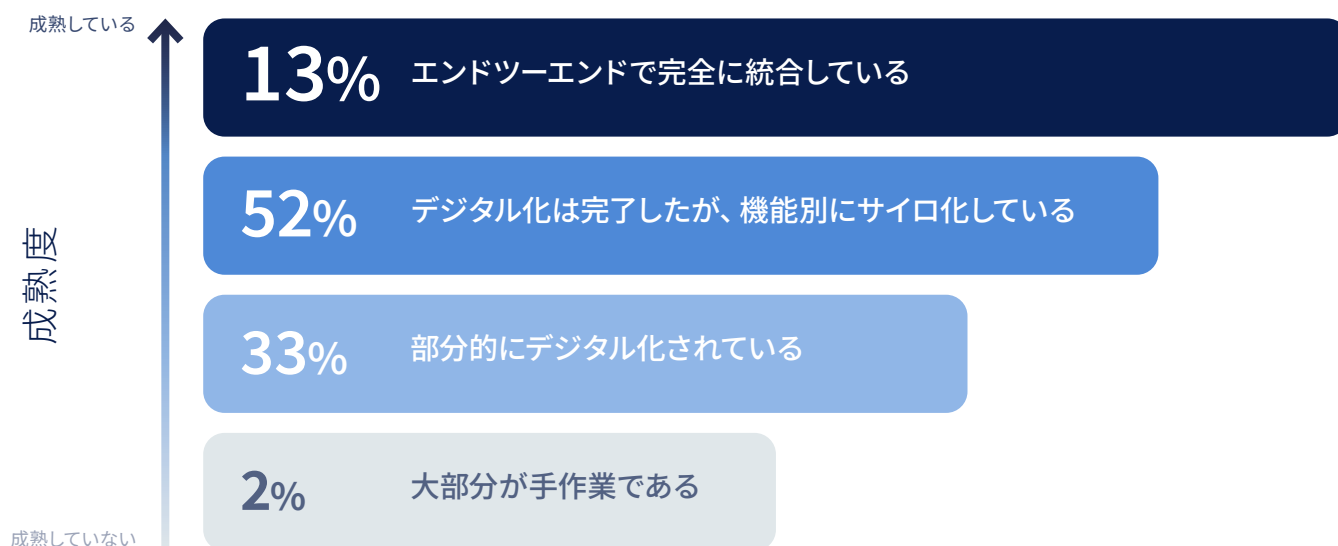 成熟している
13% エンドツーエンドで完全に統合している
52% デジタル化は完了したが、機能別にサイロ化している
成熟度
33% 部分的にデジタル化されている
2% 大部分が手作業である
成熟していない